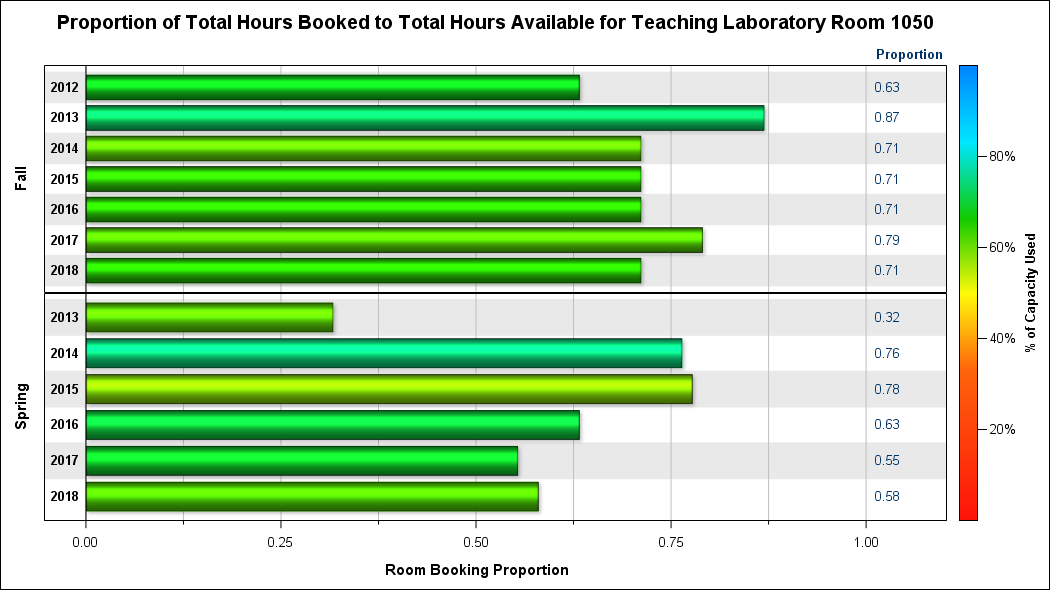 Proportion of Total Hours Booked to Total Hours Available for Teaching Laboratory Room 1050
Proportion
Fall
2012 0.63
2013 0.87
2014 0.71
2015 0.71
2016 0.71
2017 0.79
2018 0.71
Spring
2013 0.32
2014 0.76
2015 0.78
2016 0.63
2017 0.55
2018 0.58
0.00 0.25 0.50 0.75 1.00
Room Booking Proportion
80%
60%
40%
20%
% of Capacity Used